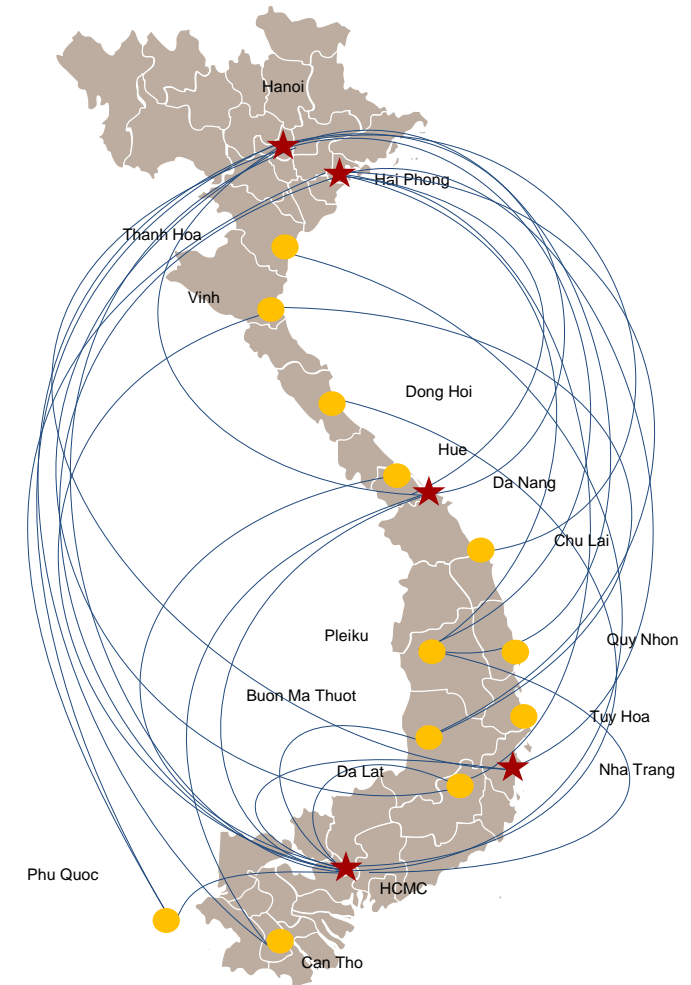 Hanoi
Hai Phong
Thanh Hoa
Vinh
Dong Hoi
Hue
Da Nang
Chu Lai
Pleiku
Quy Nhon
Buon Ma Thuot
Tuy Hoa
Da Lat
Nha Trang
Phu Quoc
HCMC
Can Tho